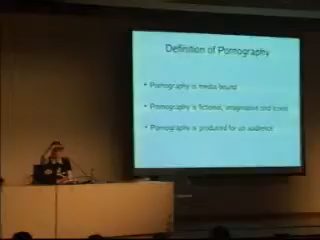 Definition of Pornography
• Pornography is media bound
• Pornography is fictional, imaginative and iconic
• Pornography is produced for an audience